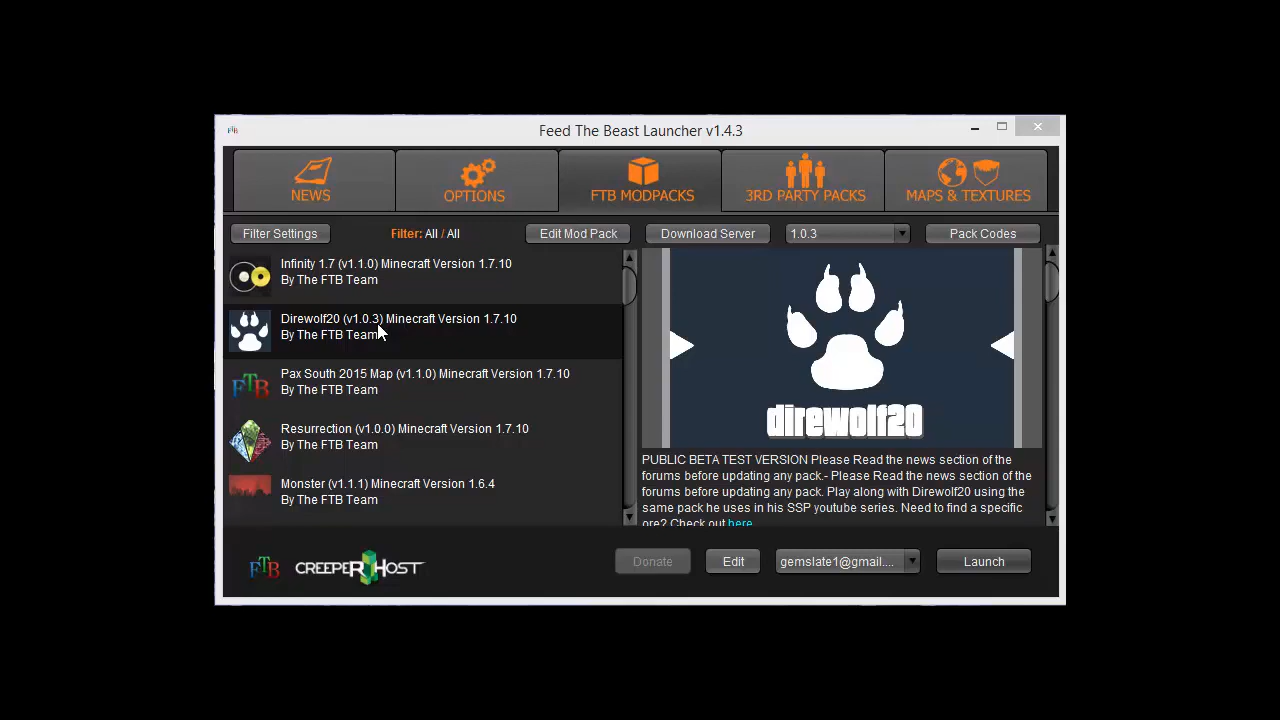 FTB
Feed The Beast Launcher v1.4.3
NEWS
OPTIONS
FTB MODPACKS
3RD PARTY PACKS
MAPS & TEXTURES
Filter Settings
Filter: All / All
Edit Mod Pack
Download Server
1.0.3
Pack Codes
Infinity 1.7 (v1.1.0) Minecraft Version 1.7.10
By The FTB Team
Direwolf20 (v1.0.3) Minecraft Version 1.7.10
By The FTB Team
FTB
Pax South 2015 Map (v1.1.0) Minecraft Version 1.7.10
By The FTB Team
Resurrection (v1.0.0) Minecraft Version 1.7.10
By The FTB Team
Monster (v1.1.1) Minecraft Version 1.6.4
By The FTB Team
direwolf20
PUBLIC BETA TEST VERSION Please Read the news section of the
forums before updating any pack.- Please Read the news section of the
forums before updating any pack. Play along with Direwolf20 using the
same pack he uses in his SSP youtube series. Need to find a specific
ore? Check out here
FTB
CREEPERHOST
Donate
Edit
gemslate1@gmail....
Launch